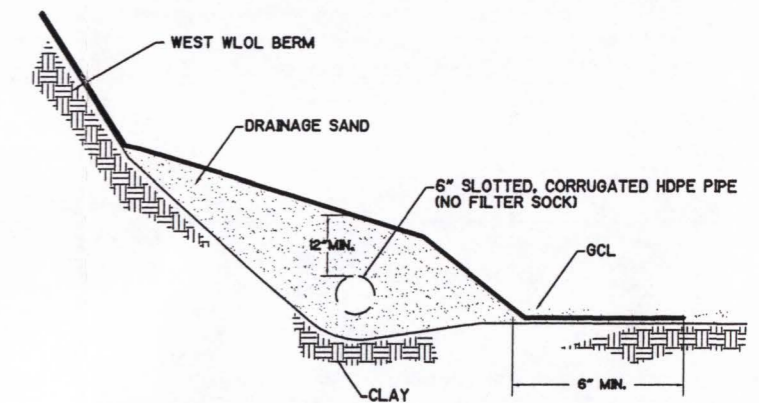 WEST WLOL BERM
DRAINAGE SAND
6" SLOTTED, CORRUGATED HDPE PIPE
(NO FILTER SOCK)
12" MIN.
GCL
6" MIN.
CLAY